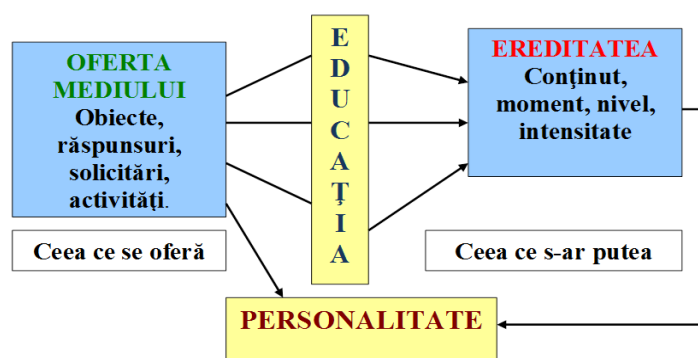 OFERTA
MEDIULUI
Obiecte,
răspunsuri,
solicitări,
activități.
Ceea ce se oferă
E
D
U
C
A
Ţ
I
A
EREDITATEA
Conţinut,
moment, nivel,
intensitate
Ceea ce s-ar putea
PERSONALITATE